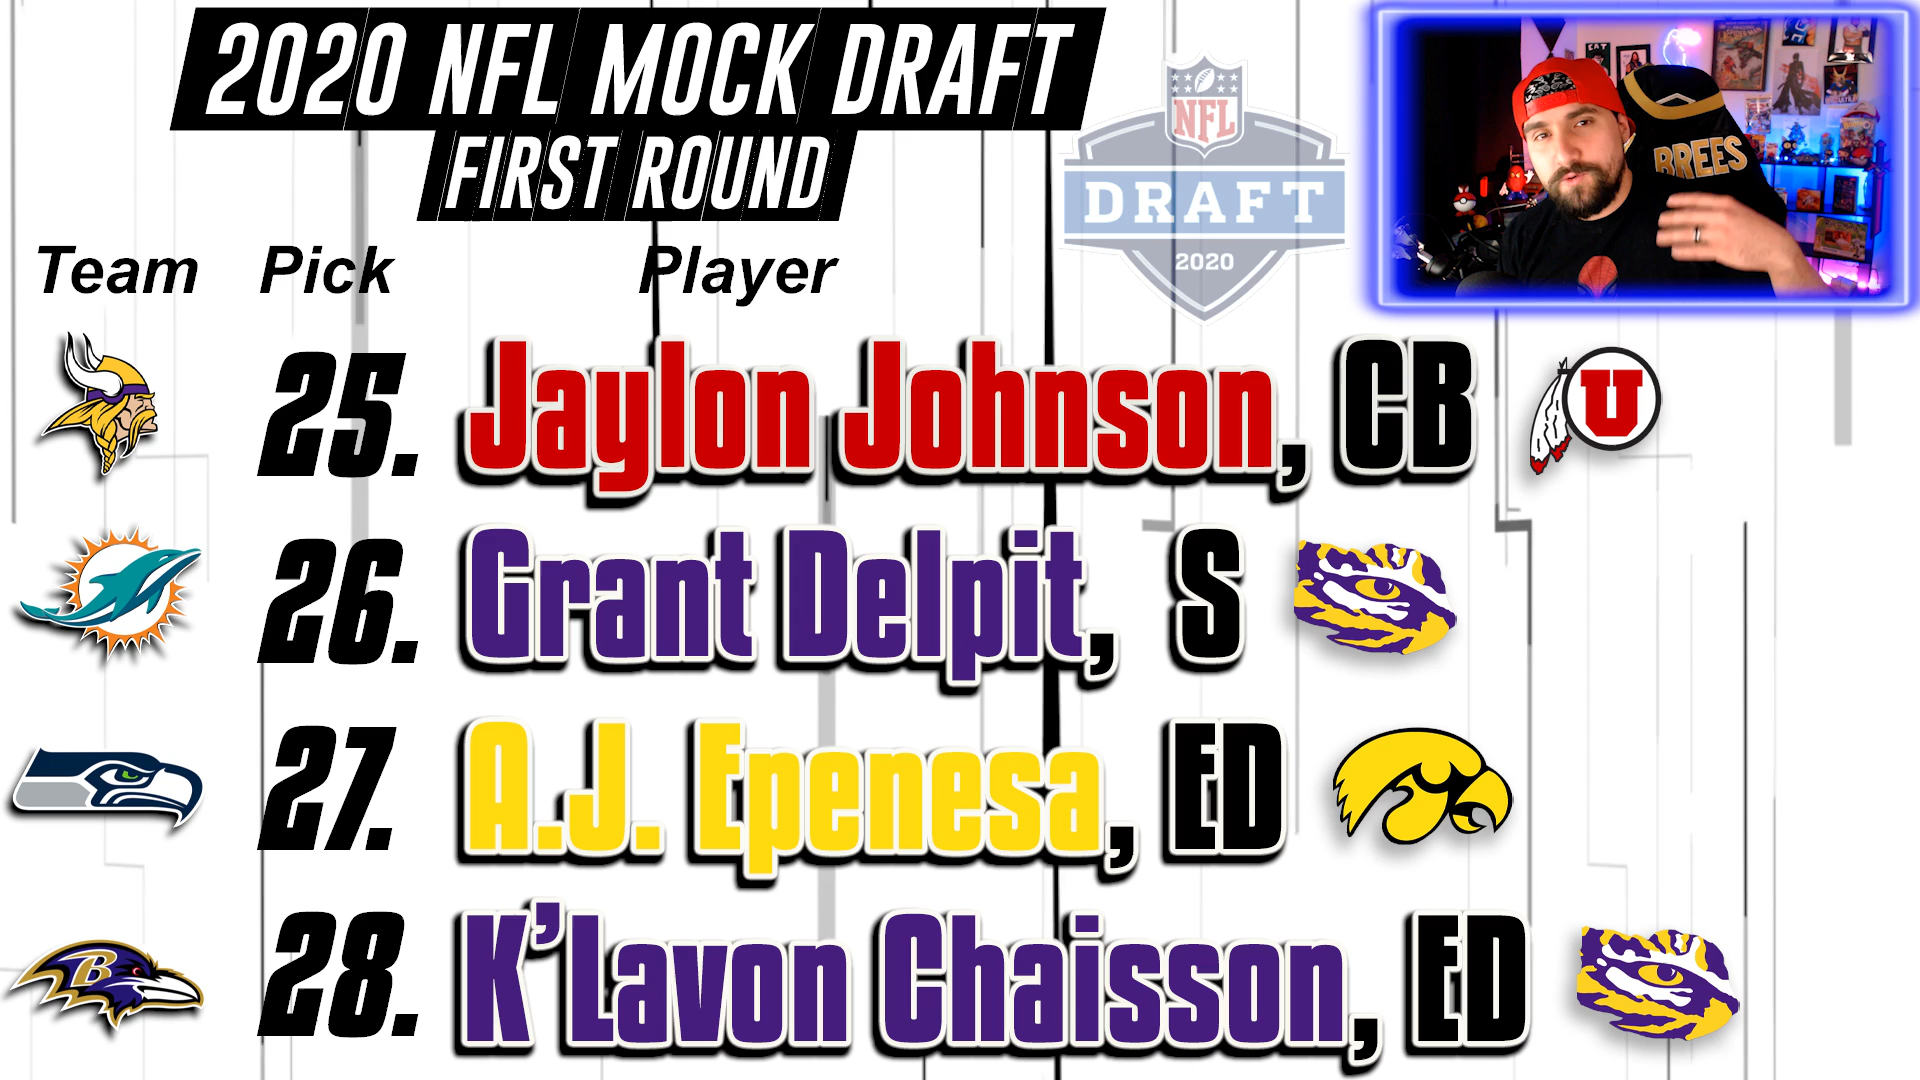 2020 NFL MOCK DRAFT
FIRST ROUND
NFL
DRAFT
2020
BREES
Team Pick Player
25. Jaylon Johnson, CB U
26. Grant Delpit, S
27. A.J. Epenesa, ED
B 28. K’Lavon Chaisson, ED